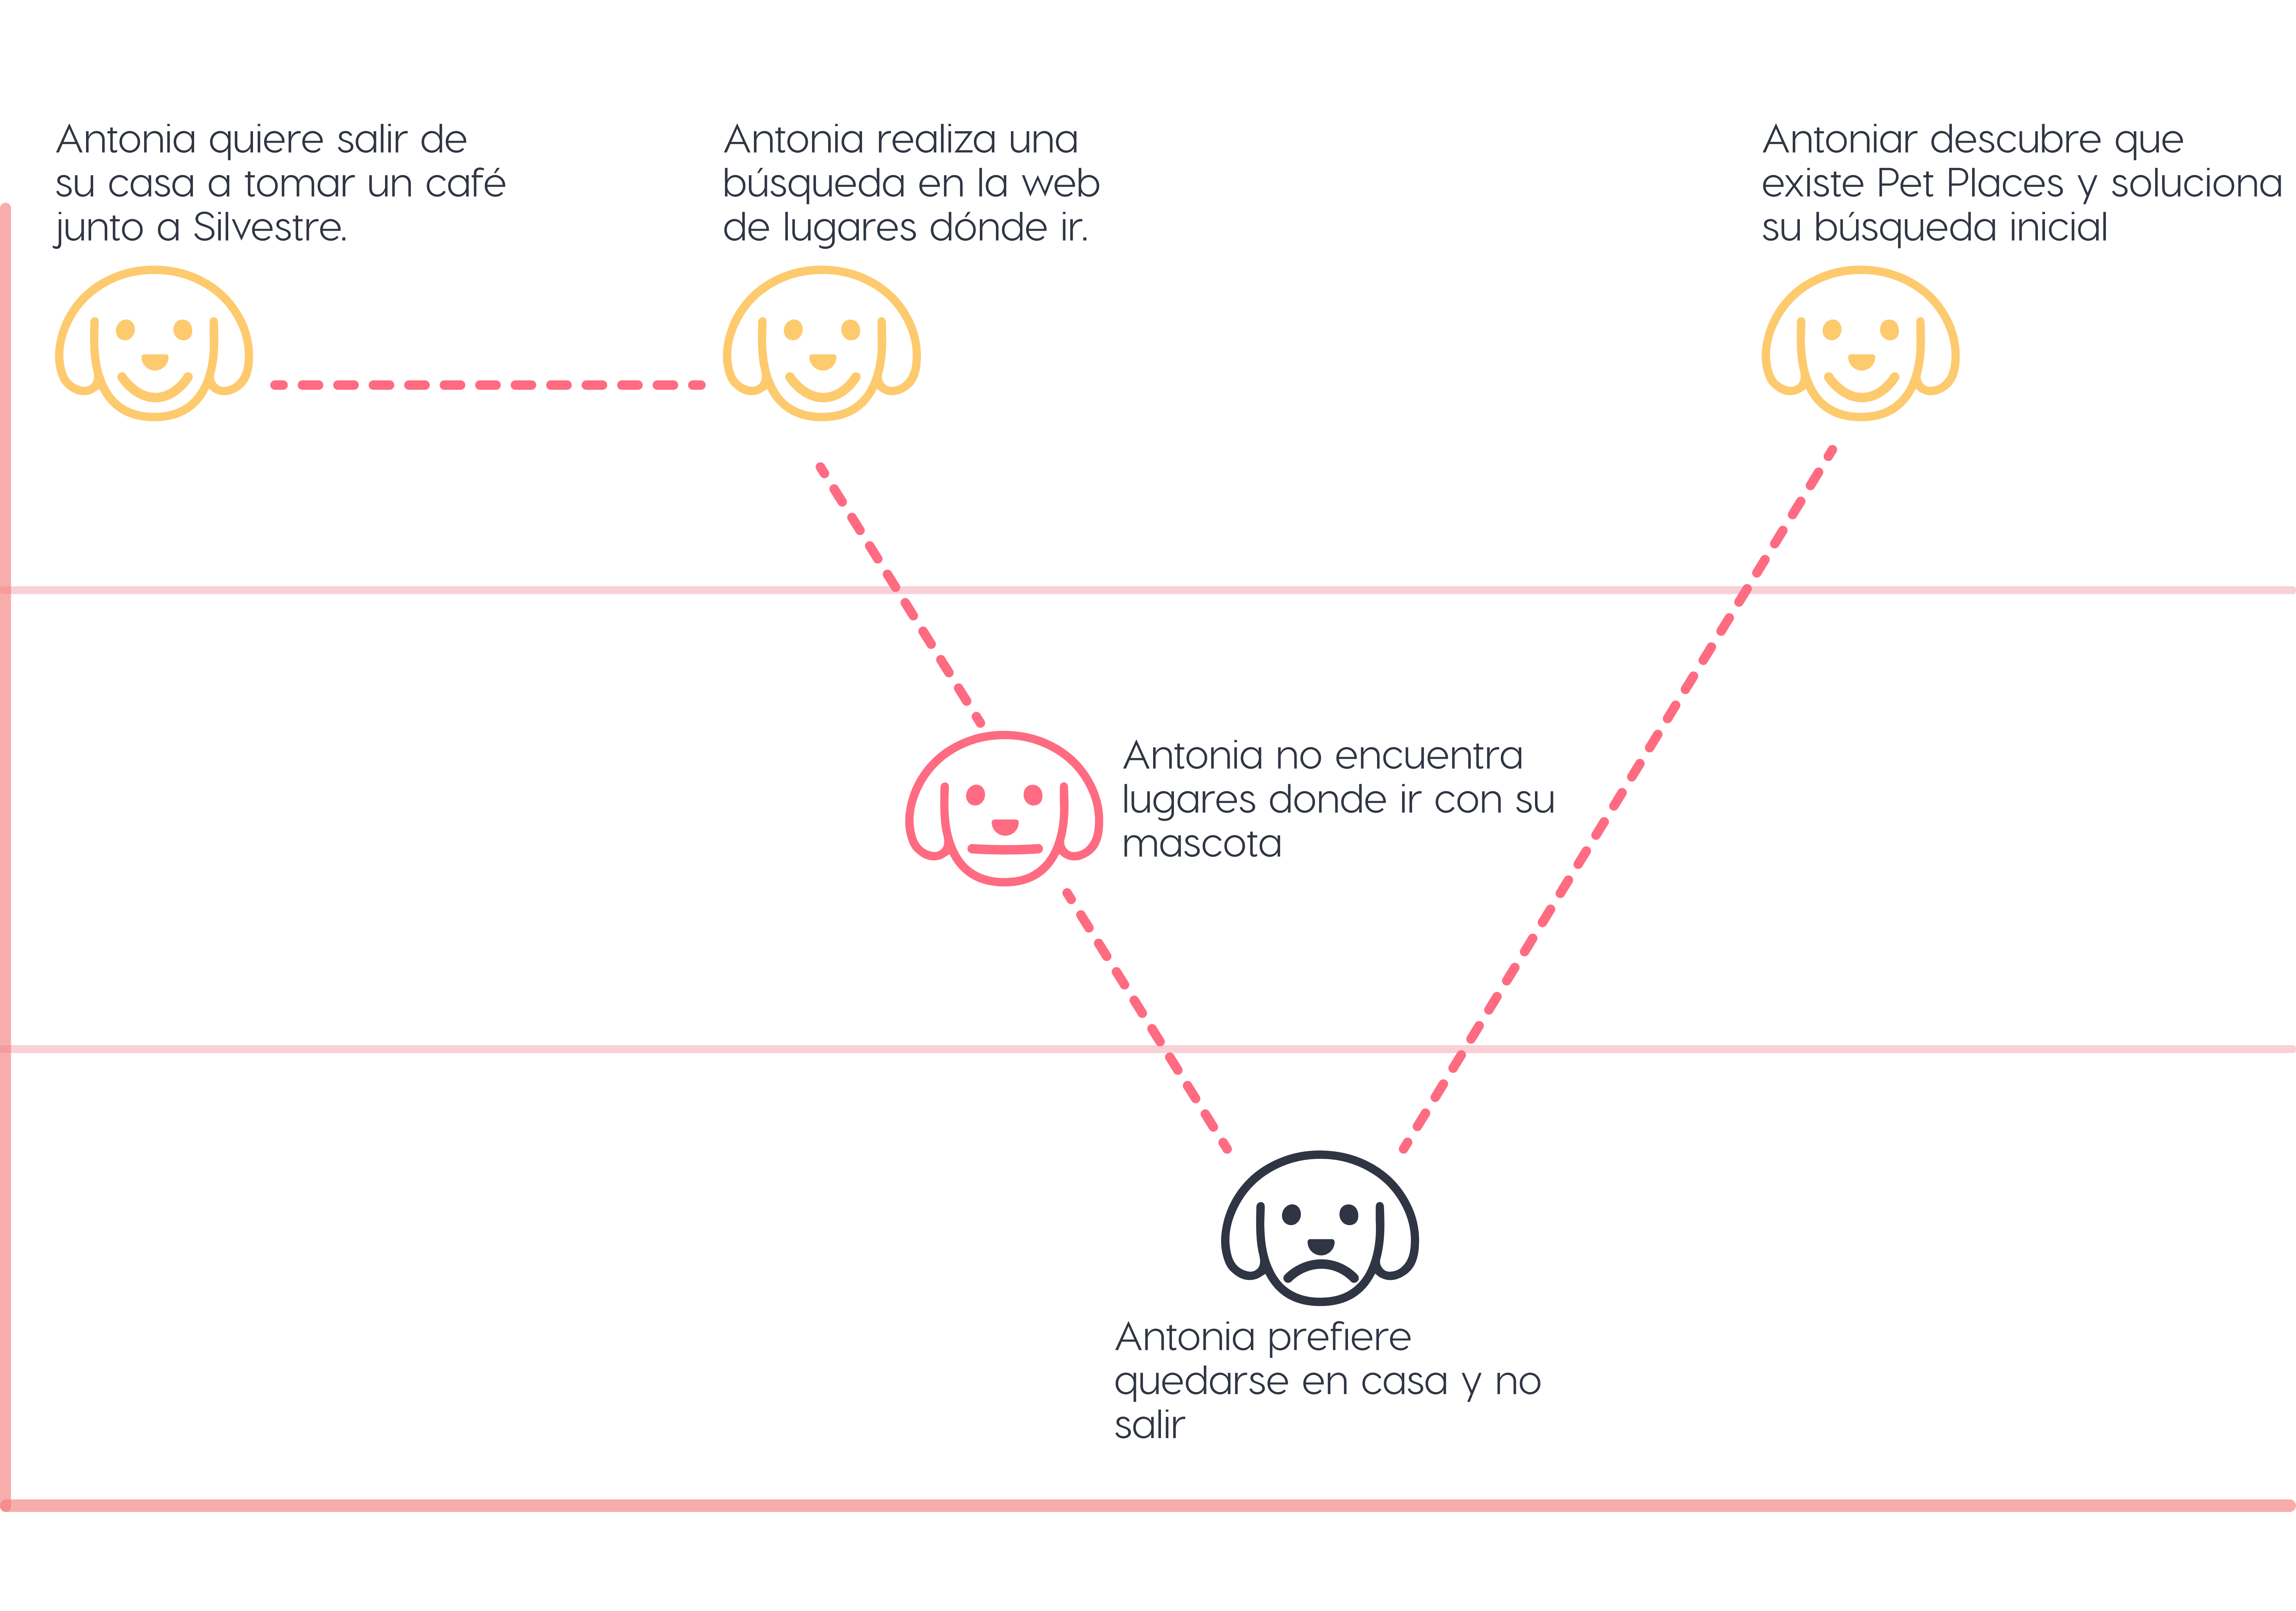 Antonia quiere salir de
su casa a tomar un café
junto a Silvestre.
Antonia realiza una
búsqueda en la web
de lugares dónde ir.
Antoniar descubre que
existe Pet Places y soluciona
su búsqueda inicial
Antonia no encuentra
lugares donde ir con su
mascota
Antonia prefiere
quedarse en casa y no
salir